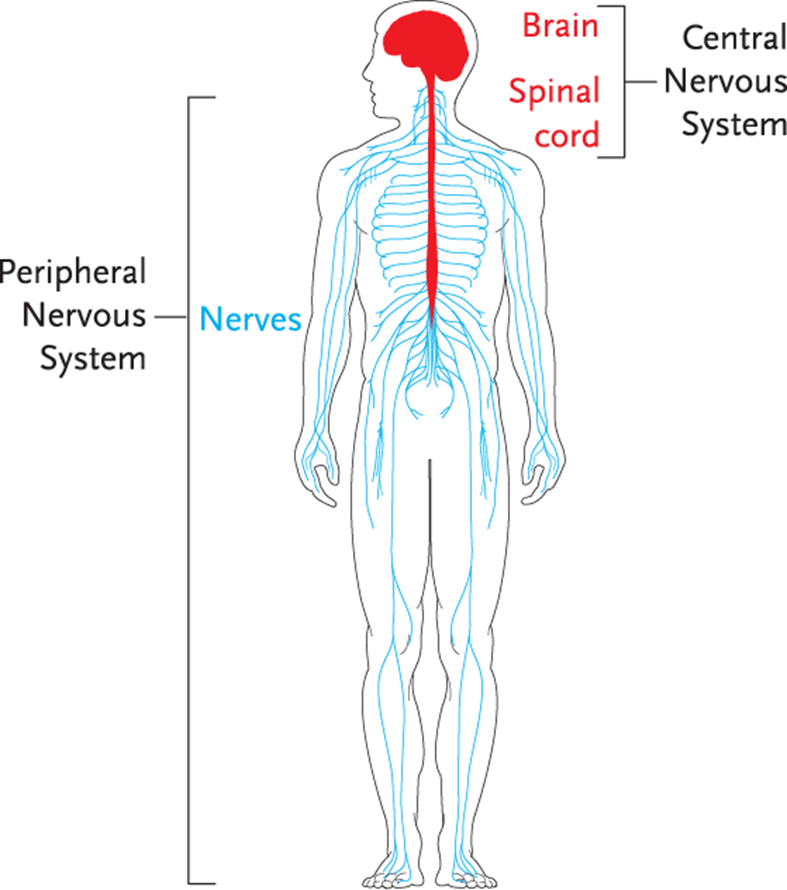 Brain
Spinal
cord
Central
Nervous
System
Peripheral
Nervous
System
Nerves